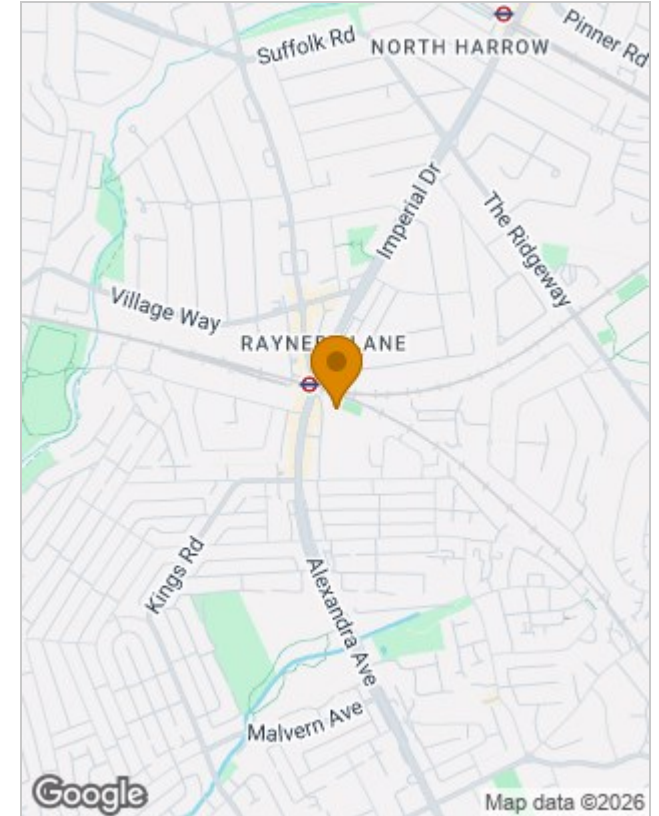 Suffolk Rd
NORTH HARROW
Pinner Rd
Imperial Dr
The Ridgeway
Village Way
RAYNERS LANE
Kings Rd
Alexandra Ave
Malvern Ave
Google
Map data ©2026